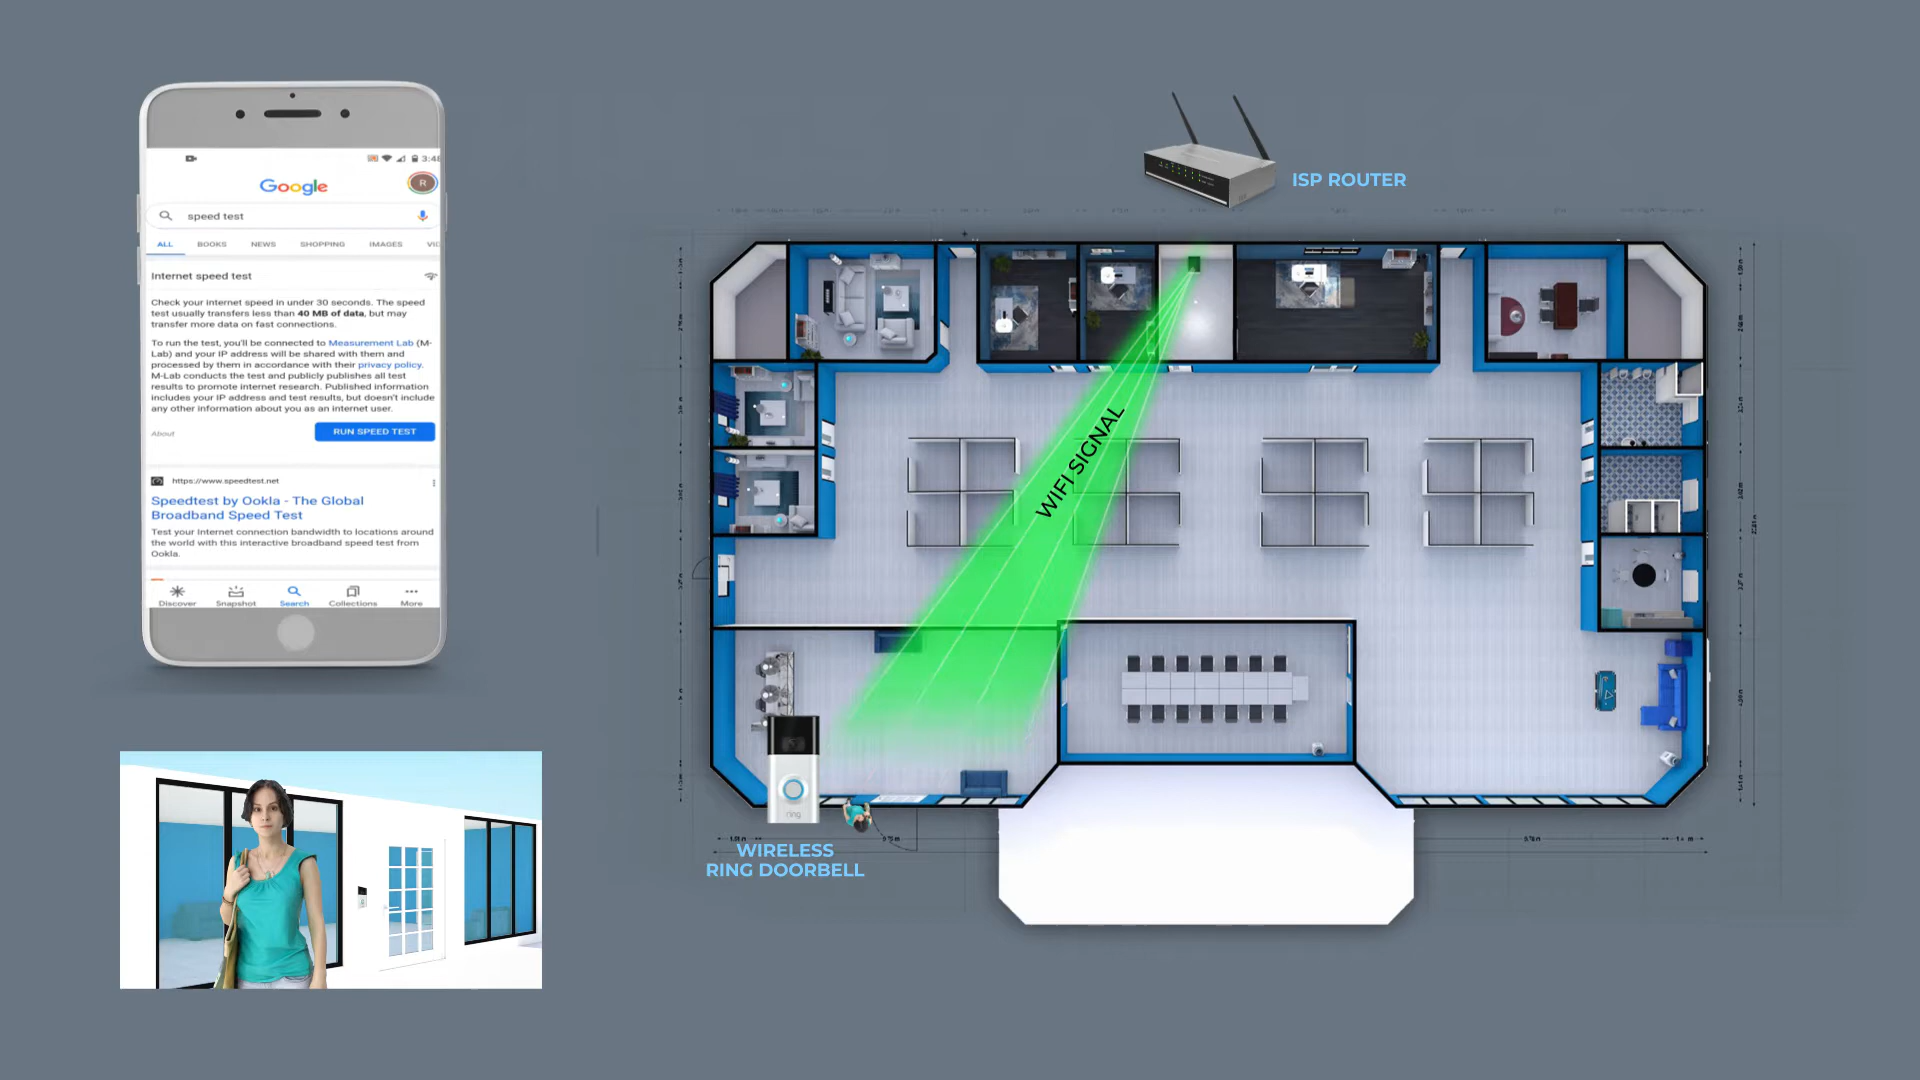 3:48
Google
R
speed test
ALL BOOKS NEWS SHOPPING IMAGES
Internet speed test
Check your internet speed in under 30 seconds. The speed
test usually transfers less than 40 MB of data, but may
transfer more data on fast connections.
To run the test, you'll be connected to Measurement Lab (M-
Lab) and your IP address will be shared with them and
processed by them in accordance with their privacy policy.
M-Lab conducts the test and publicly publishes all test
results to promote internet research. Published information
includes your IP address and test results, but doesn't include
any other information about you as an internet user.
About
RUN SPEED TEST
https://www.speedtest.net
Speedtest by Ookla - The Global
Broadband Speed Test
Test your Internet connection bandwidth to locations around
the world with this interactive broadband speed test from
Ookla.
Discover Snapshot Search Collections More
ISP ROUTER
WIFI SIGNAL
ring
WIRELESS
RING DOORBELL